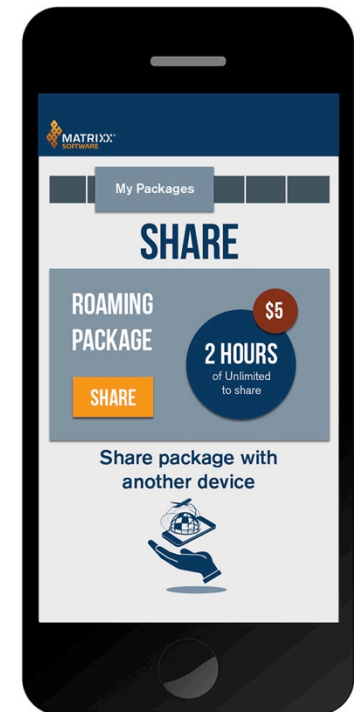 MATRIXX
SOFTWARE
My Packages
SHARE
ROAMING
PACKAGE
$5
2 HOURS
of Unlimited
to share
SHARE
Share package with
another device